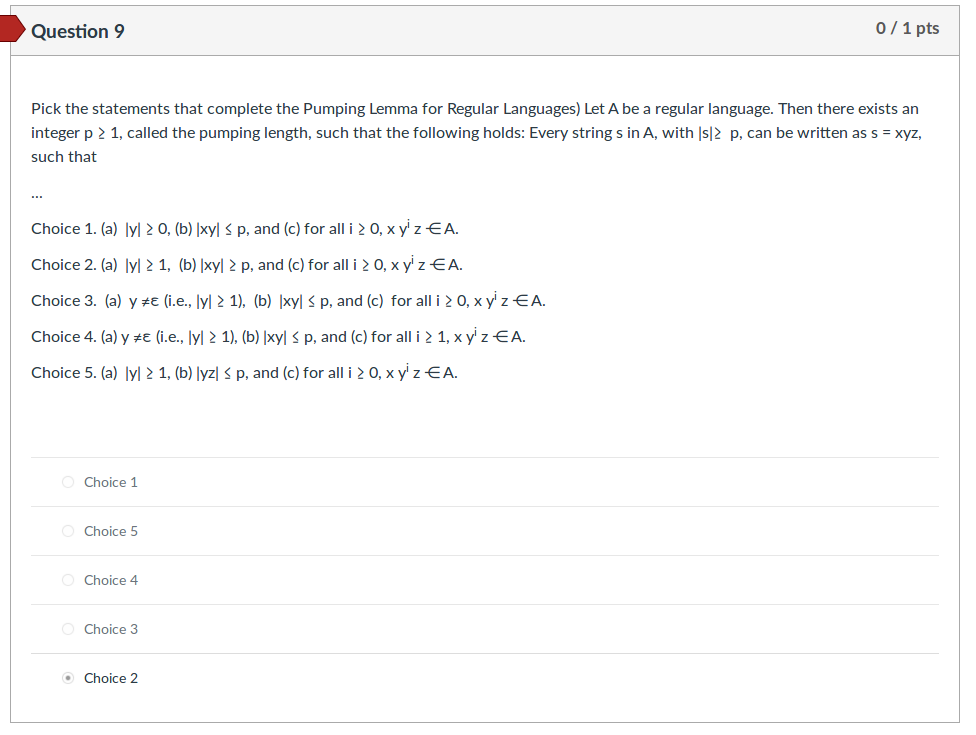 Question 9
0 / 1 pts
Pick the statements that complete the Pumping Lemma for Regular Languages) Let A be a regular language. Then there exists an
integer p ≥ 1, called the pumping length, such that the following holds: Every string s in A, with |s|≥ p, can be written as s = xyz,
such that
...
Choice 1. (a) |y| ≥ 0, (b) |xy| ≤ p, and (c) for all i ≥ 0, x yⁱ z ∈ A.
Choice 2. (a) |y| ≥ 1, (b) |xy| ≥ p, and (c) for all i ≥ 0, x yⁱ z ∈ A.
Choice 3. (a) y ≠ε (i.e., |y| ≥ 1), (b) |xy| ≤ p, and (c) for all i ≥ 0, x yⁱ z ∈ A.
Choice 4. (a) y ≠ε (i.e., |y| ≥ 1), (b) |xy| ≤ p, and (c) for all i ≥ 1, x yⁱ z ∈ A.
Choice 5. (a) |y| ≥ 1, (b) |yz| ≤ p, and (c) for all i ≥ 0, x yⁱ z ∈ A.
Choice 1
Choice 5
Choice 4
Choice 3
Choice 2